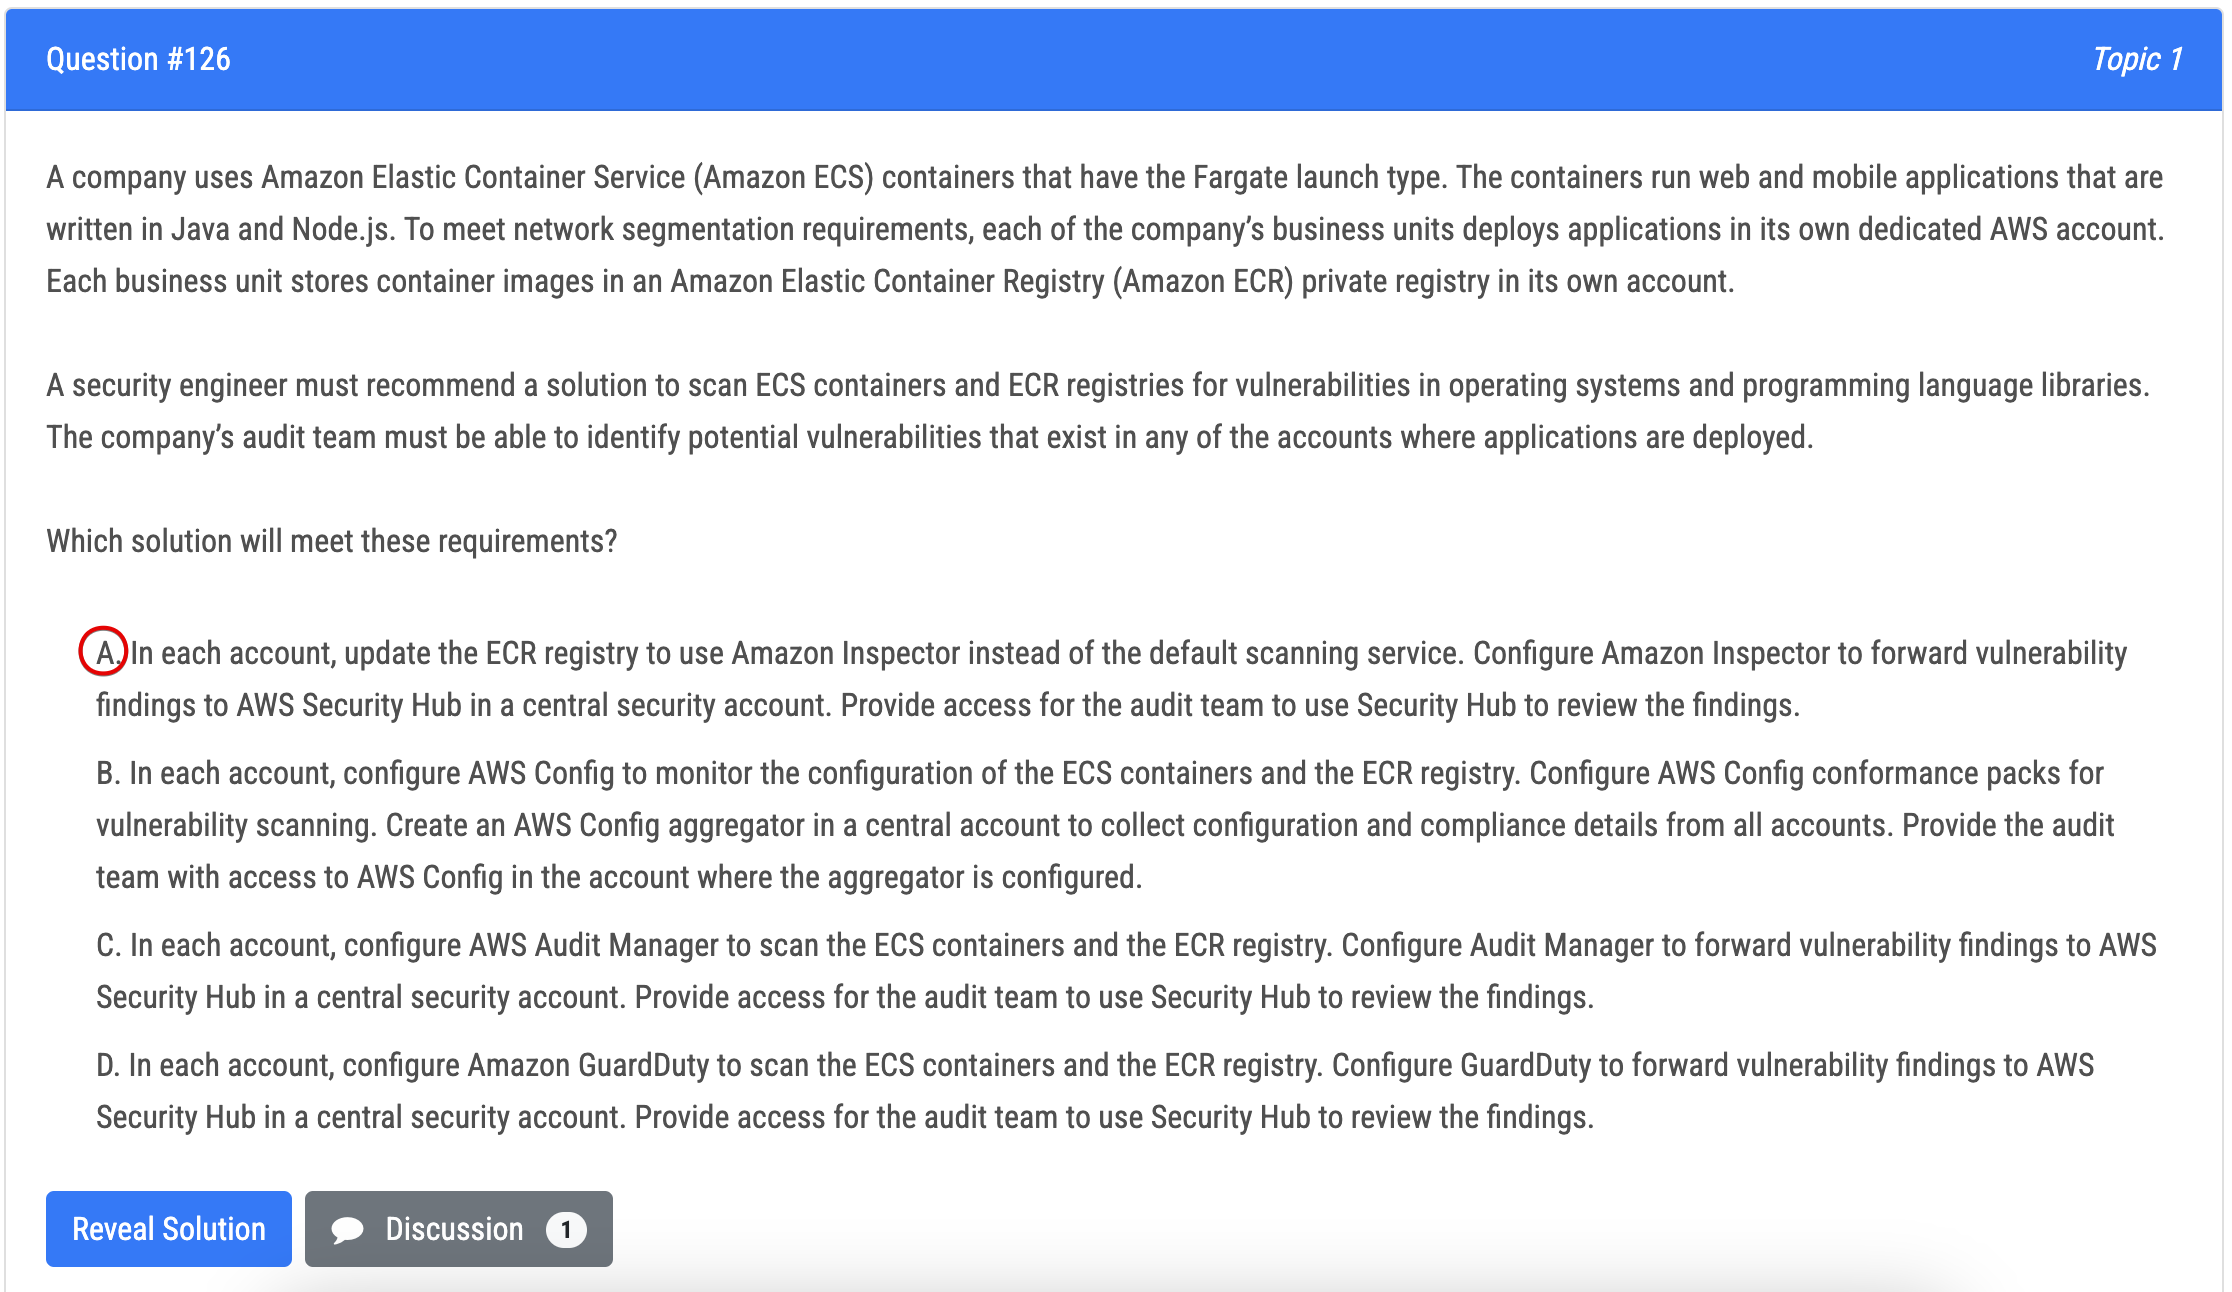 Question #126
Topic 1
A company uses Amazon Elastic Container Service (Amazon ECS) containers that have the Fargate launch type. The containers run web and mobile applications that are
written in Java and Node.js. To meet network segmentation requirements, each of the company’s business units deploys applications in its own dedicated AWS account.
Each business unit stores container images in an Amazon Elastic Container Registry (Amazon ECR) private registry in its own account.
A security engineer must recommend a solution to scan ECS containers and ECR registries for vulnerabilities in operating systems and programming language libraries.
The company’s audit team must be able to identify potential vulnerabilities that exist in any of the accounts where applications are deployed.
Which solution will meet these requirements?
A. In each account, update the ECR registry to use Amazon Inspector instead of the default scanning service. Configure Amazon Inspector to forward vulnerability
findings to AWS Security Hub in a central security account. Provide access for the audit team to use Security Hub to review the findings.
B. In each account, configure AWS Config to monitor the configuration of the ECS containers and the ECR registry. Configure AWS Config conformance packs for
vulnerability scanning. Create an AWS Config aggregator in a central account to collect configuration and compliance details from all accounts. Provide the audit
team with access to AWS Config in the account where the aggregator is configured.
C. In each account, configure AWS Audit Manager to scan the ECS containers and the ECR registry. Configure Audit Manager to forward vulnerability findings to AWS
Security Hub in a central security account. Provide access for the audit team to use Security Hub to review the findings.
D. In each account, configure Amazon GuardDuty to scan the ECS containers and the ECR registry. Configure GuardDuty to forward vulnerability findings to AWS
Security Hub in a central security account. Provide access for the audit team to use Security Hub to review the findings.
Reveal Solution
Discussion 1